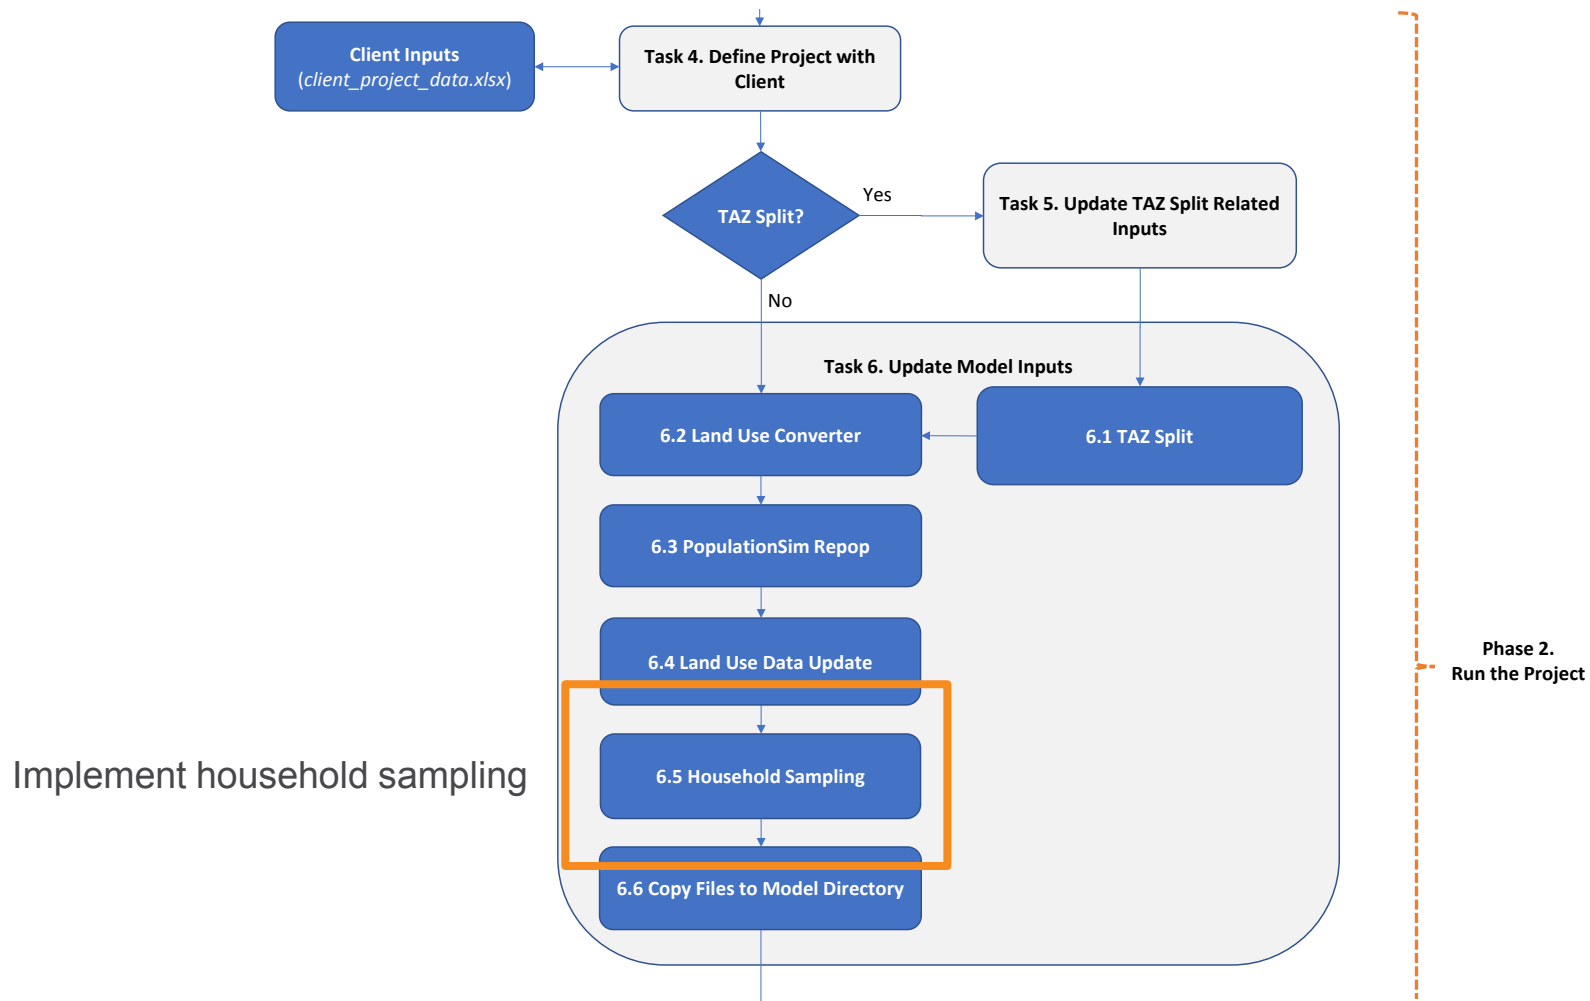 Client Inputs
(client_project_data.xlsx)
Task 4. Define Project with
Client
TAZ Split?
Yes
Task 5. Update TAZ Split Related
Inputs
No
Task 6. Update Model Inputs
6.2 Land Use Converter
6.1 TAZ Split
6.3 PopulationSim Repop
6.4 Land Use Data Update
Phase 2.
Run the Project
Implement household sampling
6.5 Household Sampling
6.6 Copy Files to Model Directory